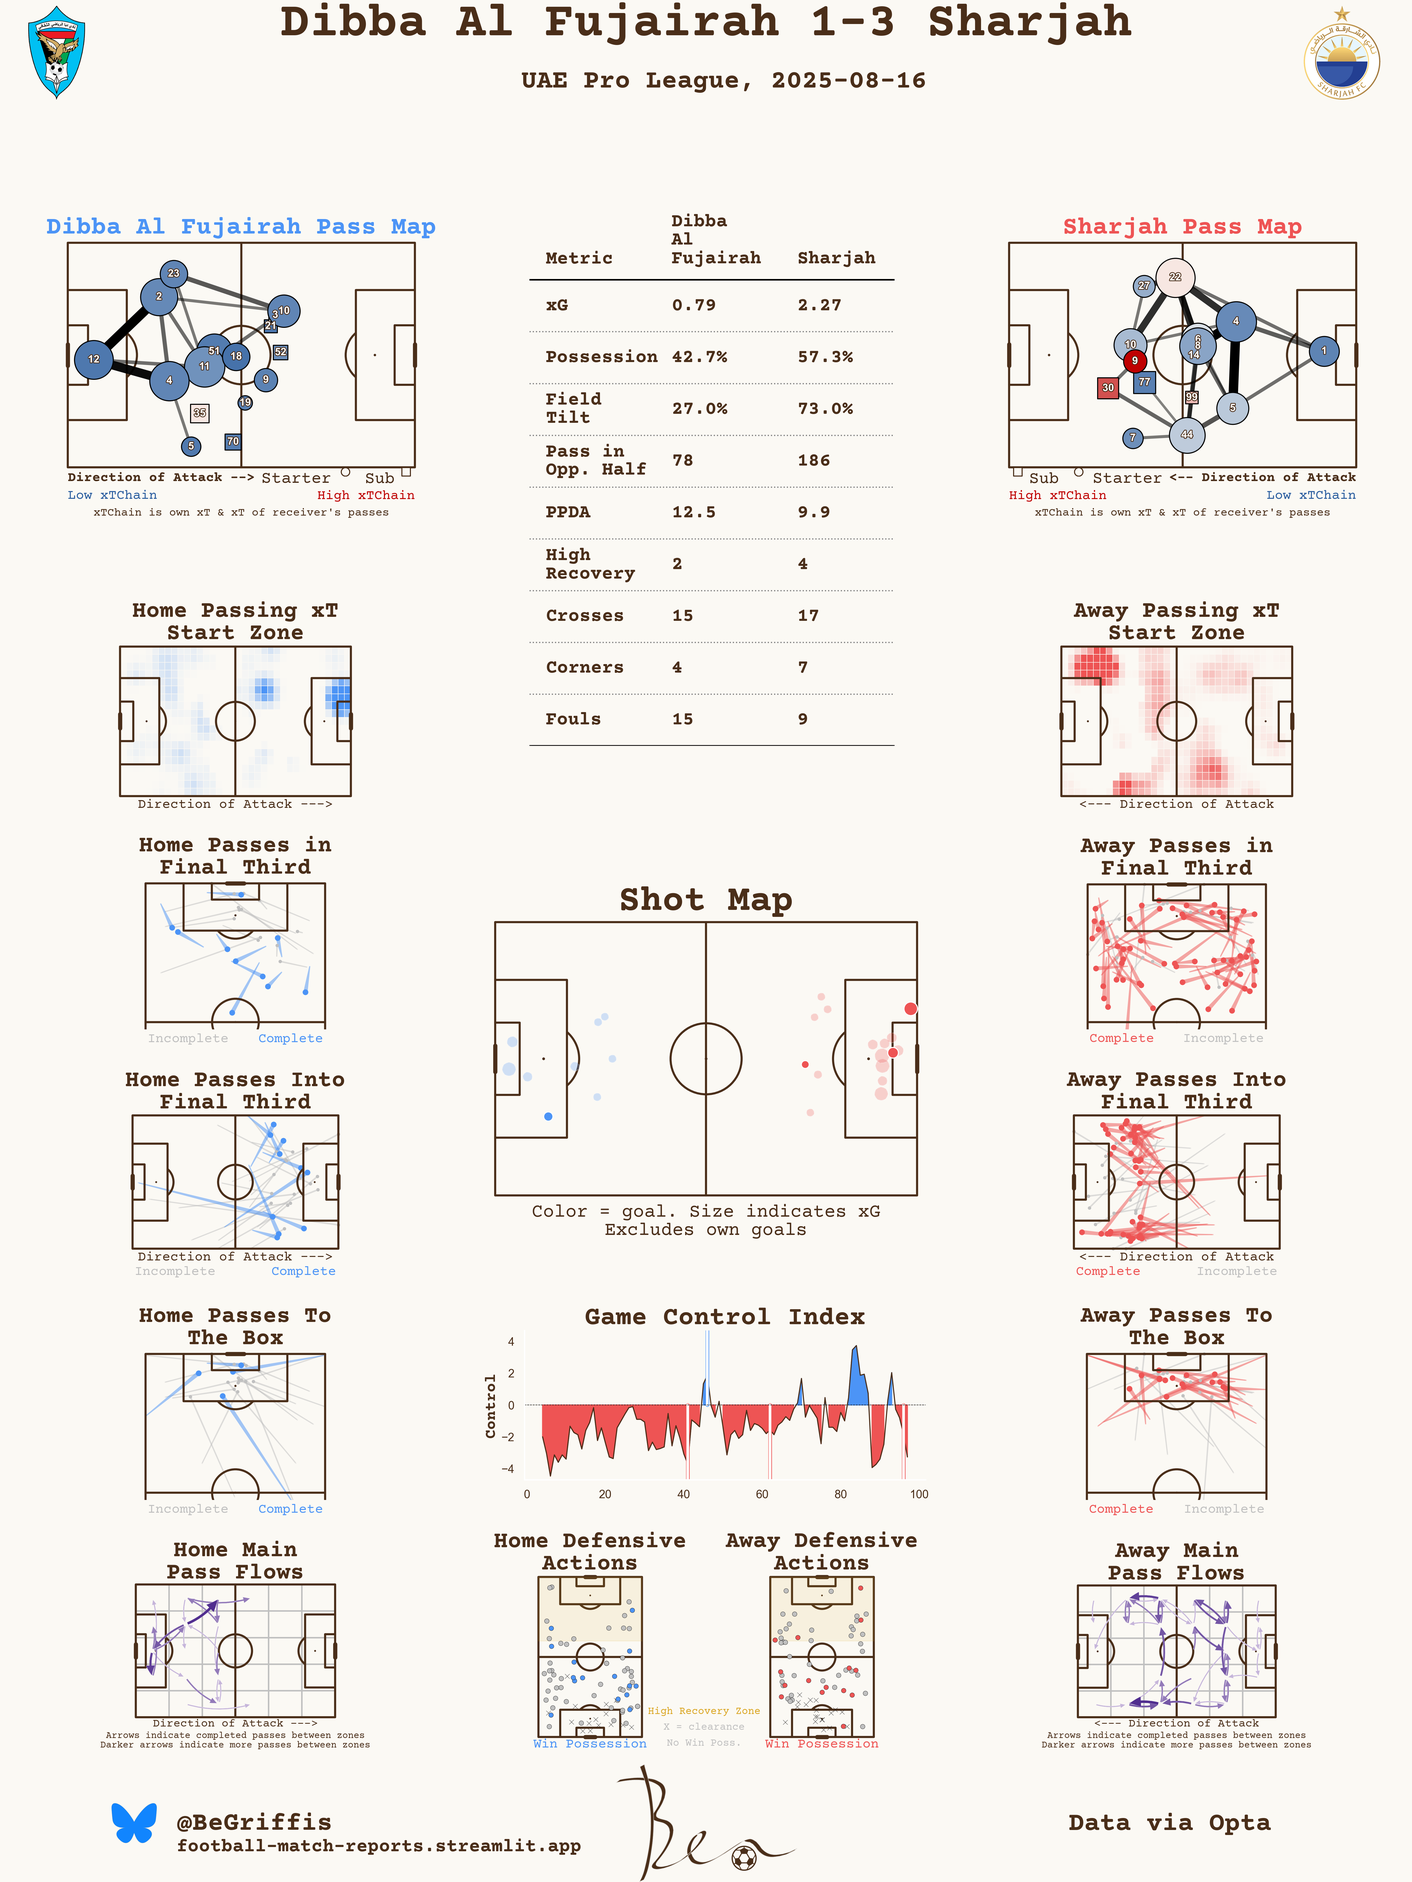 Dibba Al Fujairah 1-3 Sharjah
UAE Pro League, 2025-08-16
SHARJAH FC
Dibba Al Fujairah Pass Map
23
2
10
3
21
12
51
18
52
11
4
9
19
35
5
70
Direction of Attack --> Starter Sub
Low xTChain High xTChain
xTChain is own xT & xT of receiver's passes
Metric Dibba Al Fujairah Sharjah
xG 0.79 2.27
Possession 42.7% 57.3%
Field Tilt 27.0% 73.0%
Pass in Opp. Half 78 186
PPDA 12.5 9.9
High Recovery 2 4
Crosses 15 17
Corners 4 7
Fouls 15 9
Sharjah Pass Map
22
27
4
10
6
8
14
1
9
30
77
99
5
7
44
Sub Starter <-- Direction of Attack
High xTChain Low xTChain
xTChain is own xT & xT of receiver's passes
Home Passing xT
Start Zone
Direction of Attack --->
Away Passing xT
Start Zone
<--- Direction of Attack
Home Passes in
Final Third
Incomplete Complete
Away Passes in
Final Third
Complete Incomplete
Shot Map
Color = goal. Size indicates xG
Excludes own goals
Home Passes Into
Final Third
Direction of Attack --->
Incomplete Complete
Away Passes Into
Final Third
<--- Direction of Attack
Complete Incomplete
Home Passes To
The Box
Incomplete Complete
Game Control Index
Control
4
2
0
−2
−4
0 20 40 60 80 100
Away Passes To
The Box
Complete Incomplete
Home Main
Pass Flows
Direction of Attack --->
Arrows indicate completed passes between zones
Darker arrows indicate more passes between zones
Home Defensive
Actions
Win Possession
Away Defensive
Actions
Win Possession
High Recovery Zone
X = clearance
No Win Poss.
Away Main
Pass Flows
<--- Direction of Attack
Arrows indicate completed passes between zones
Darker arrows indicate more passes between zones
@BeGriffis
football-match-reports.streamlit.app
Ben
Data via Opta